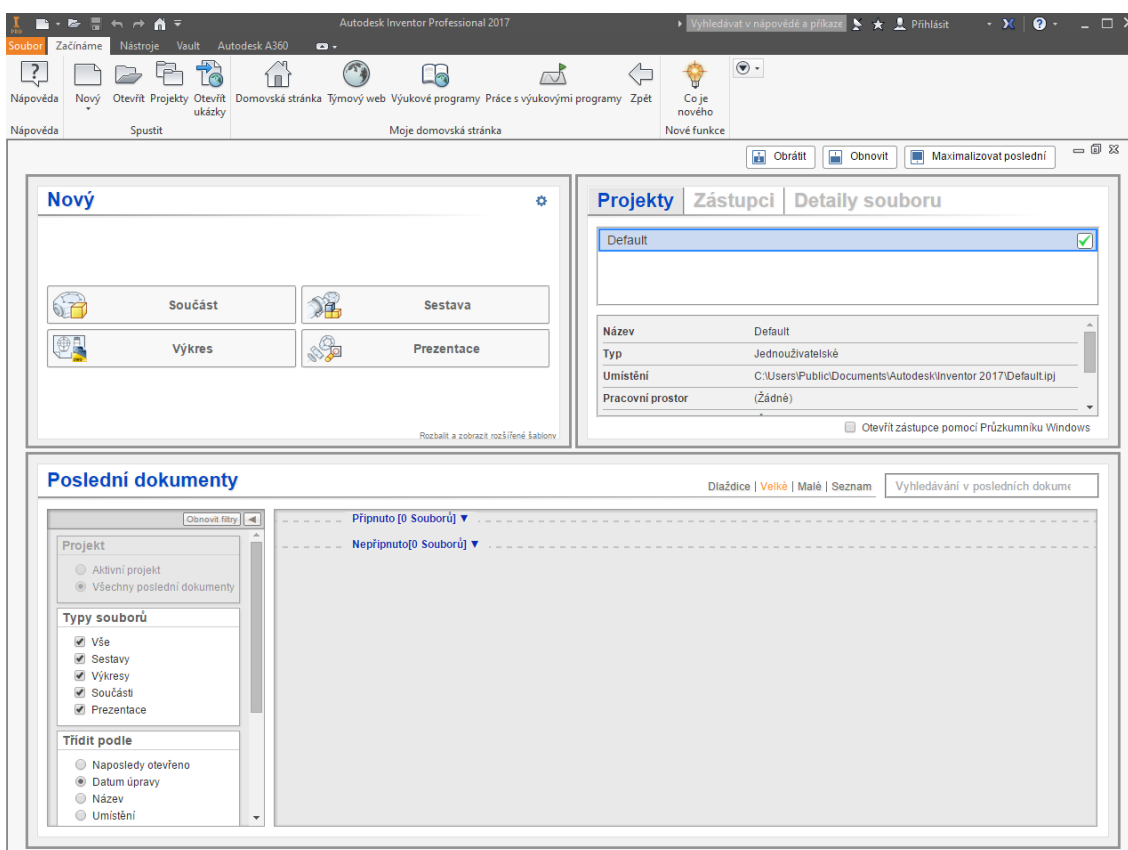 I
PRO
Autodesk Inventor Professional 2017
Vyhledávat v nápovědě a příkaze
Přihlásit
Soubor Začínáme Nástroje Vault Autodesk A360
Nápověda Nový Otevřít Projekty Otevřít ukázky Domovská stránka Týmový web Výukové programy Práce s výukovými programy Zpět Co je nového
Nápověda Spustit Moje domovská stránka Nové funkce
Obrátit Obnovit Maximalizovat poslední
Nový
Součást Sestava
Výkres Prezentace
Rozbalit a zobrazit rozšířené šablony
Projekty Zástupci Detaily souboru
Default
Název Default
Typ Jednouživatelské
Umístění C:\Users\Public\Documents\Autodesk\Inventor 2017\Default.ipj
Pracovní prostor (Žádné)
Otevřít zástupce pomocí Průzkumníku Windows
Poslední dokumenty
Dlaždice | Velké | Malé | Seznam
Vyhledávání v posledních dokume
Obnovit filtry
Projekt
Aktivní projekt
Všechny poslední dokumenty
Typy souborů
Vše
Sestavy
Výkresy
Součásti
Prezentace
Třídit podle
Naposledy otevřeno
Datum úpravy
Název
Umístění
Připnuto [0 Souborů] ▼
Nepřipnuto[0 Souborů] ▼